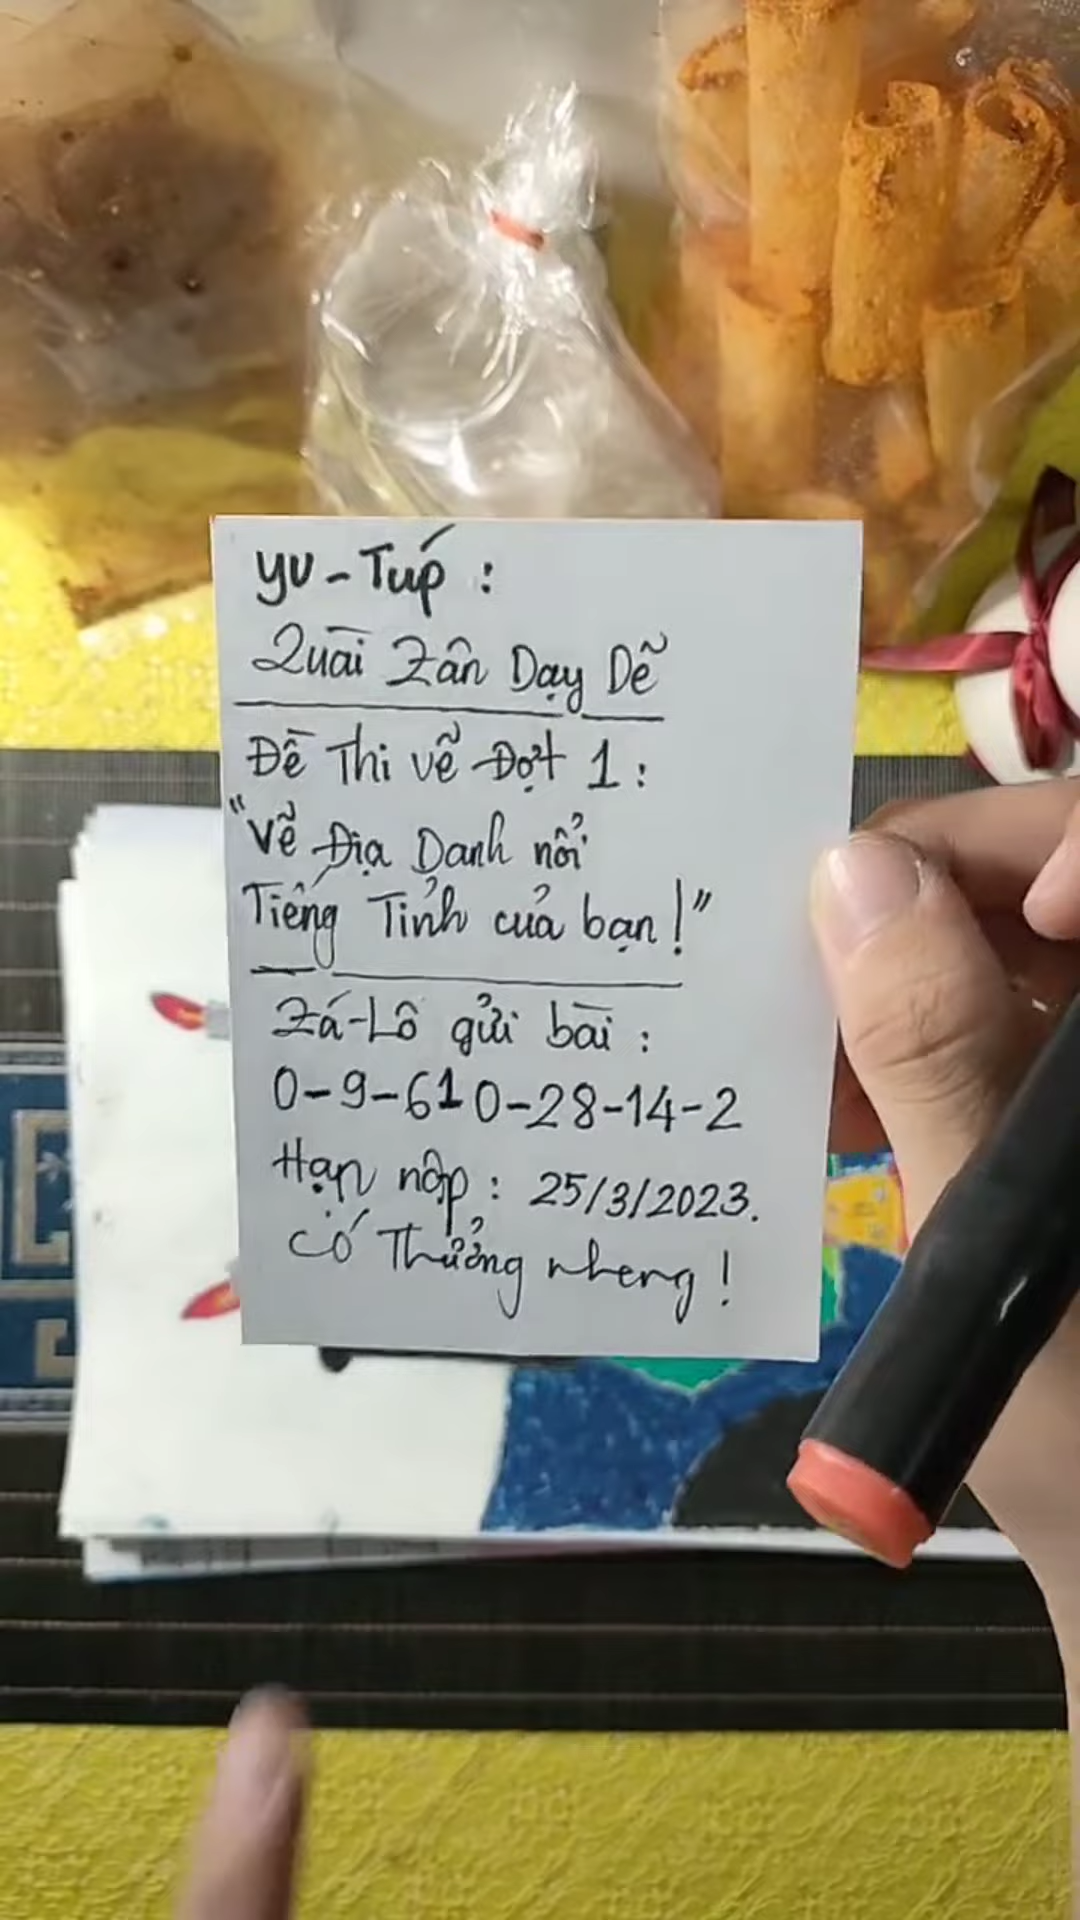 Yu-Túp :
Quài Zân Dạy Dễ
Đề Thi vẽ Đợt 1 :
"Vẽ Địa Danh nổi
Tiếng Tỉnh của bạn !"
Zá-Lô gửi bài :
0-9-610-28-14-2
Hạn nộp : 25/3/2023.
Có Thưởng nheng !